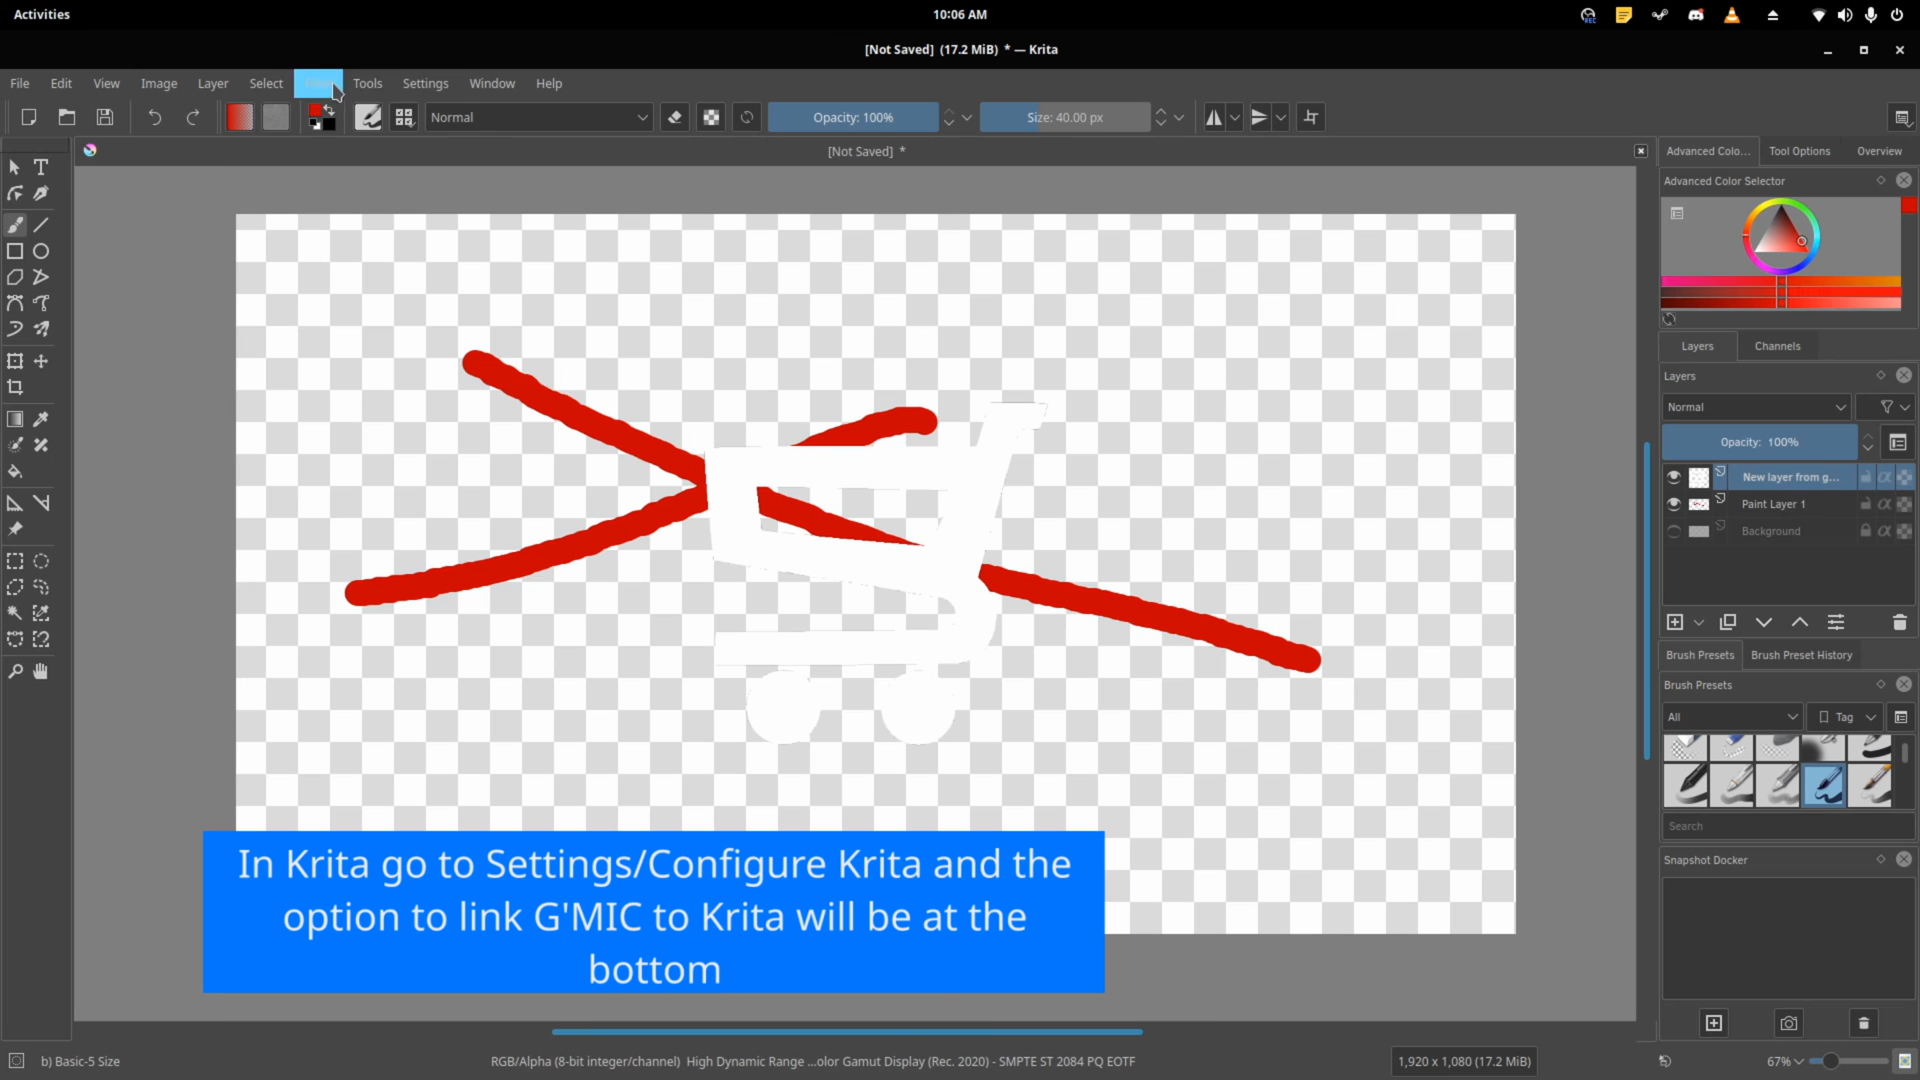 Activities
10:06 AM
REC
[Not Saved] (17.2 MiB) * — Krita
File Edit View Image Layer Select Tools Settings Window Help
Normal
Opacity: 100%
Size: 40.00 px
[Not Saved] *
Advanced Colo...
Tool Options
Overview
Advanced Color Selector
Layers
Channels
Layers
Normal
Opacity: 100%
New layer from g...
Paint Layer 1
Background
Brush Presets
Brush Preset History
Brush Presets
All
Tag
Search
Snapshot Docker
In Krita go to Settings/Configure Krita and the
option to link G'MIC to Krita will be at the
bottom
b) Basic-5 Size
RGB/Alpha (8-bit integer/channel) High Dynamic Range ...olor Gamut Display (Rec. 2020) - SMPTE ST 2084 PQ EOTF
1,920 x 1,080 (17.2 MiB)
67%